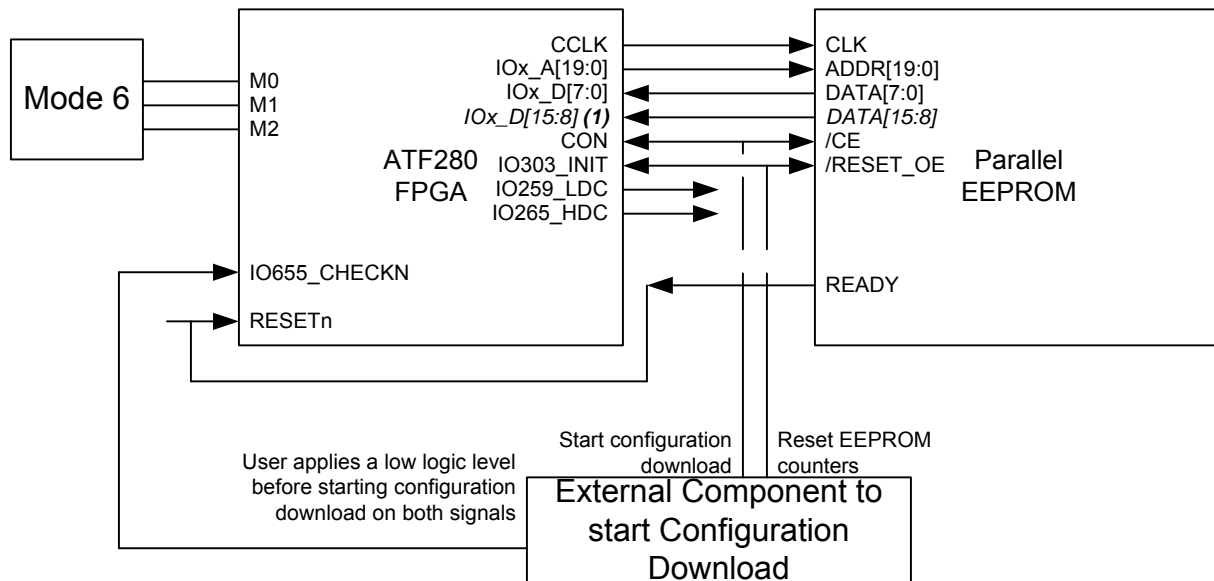 Mode 6
M0
M1
M2
CCLK
IOx_A[19:0]
IOx_D[7:0]
IOx_D[15:8] (1)
CON
IO303_INIT
IO259_LDC
IO265_HDC
ATF280
FPGA
IO655_CHECKN
RESETn
CLK
ADDR[19:0]
DATA[7:0]
DATA[15:8]
/CE
/RESET_OE
READY
Parallel
EEPROM
Start configuration
download
Reset EEPROM
counters
User applies a low logic level
before starting configuration
download on both signals
External Component to
start Configuration
Download